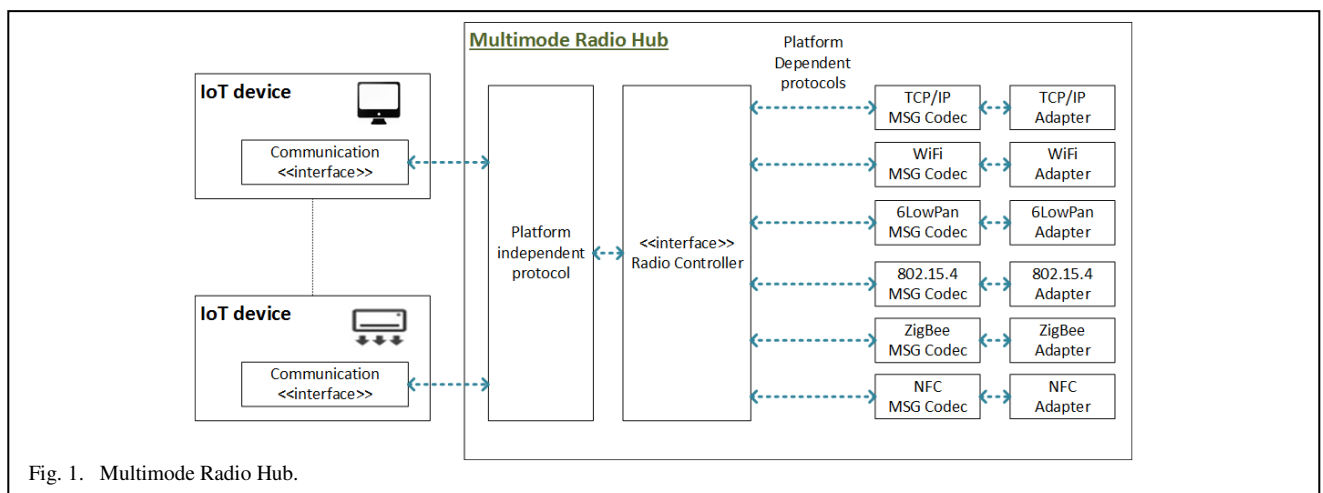 Multimode Radio Hub
Platform
Dependent
protocols
IoT device
Communication
<<interface>>
IoT device
Communication
<<interface>>
Platform
independent
protocol
<<interface>>
Radio Controller
TCP/IP
MSG Codec
TCP/IP
Adapter
WiFi
MSG Codec
WiFi
Adapter
6LowPan
MSG Codec
6LowPan
Adapter
802.15.4
MSG Codec
802.15.4
Adapter
ZigBee
MSG Codec
ZigBee
Adapter
NFC
MSG Codec
NFC
Adapter
Fig. 1. Multimode Radio Hub.